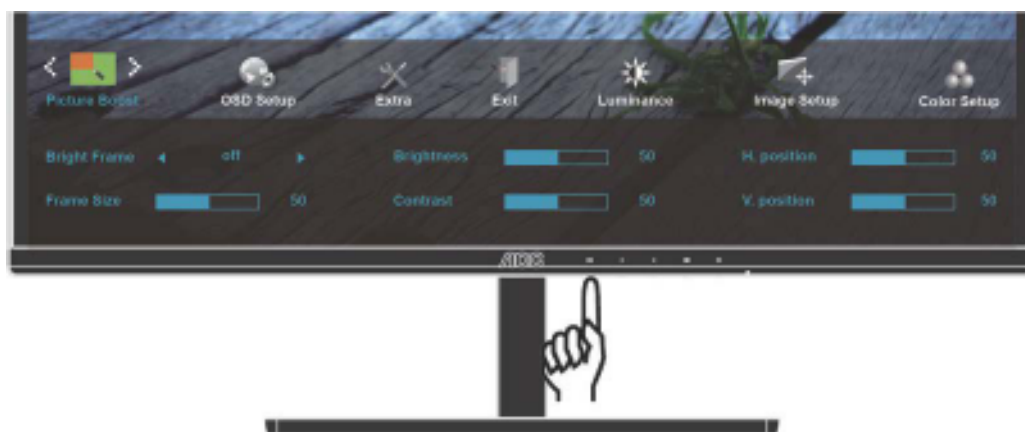 Picture Boost OSD Setup Extra Exit Luminance Image Setup Color Setup
Bright Frame off Brightness 50 H. position 50
Frame Size 50 Contrast 50 V. position 50
AOC